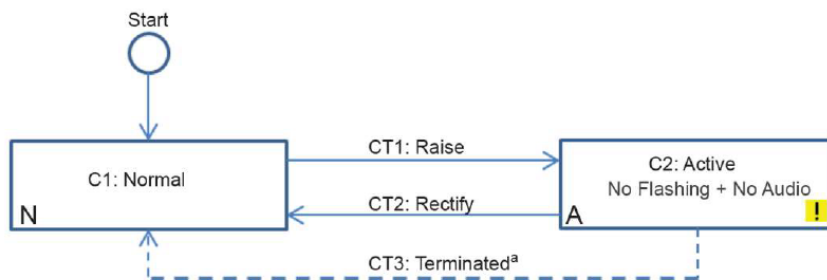 Start
CT1: Raise
C1: Normal
C2: Active
No Flashing + No Audio
N
CT2: Rectify
A
!
CT3: Terminatedª